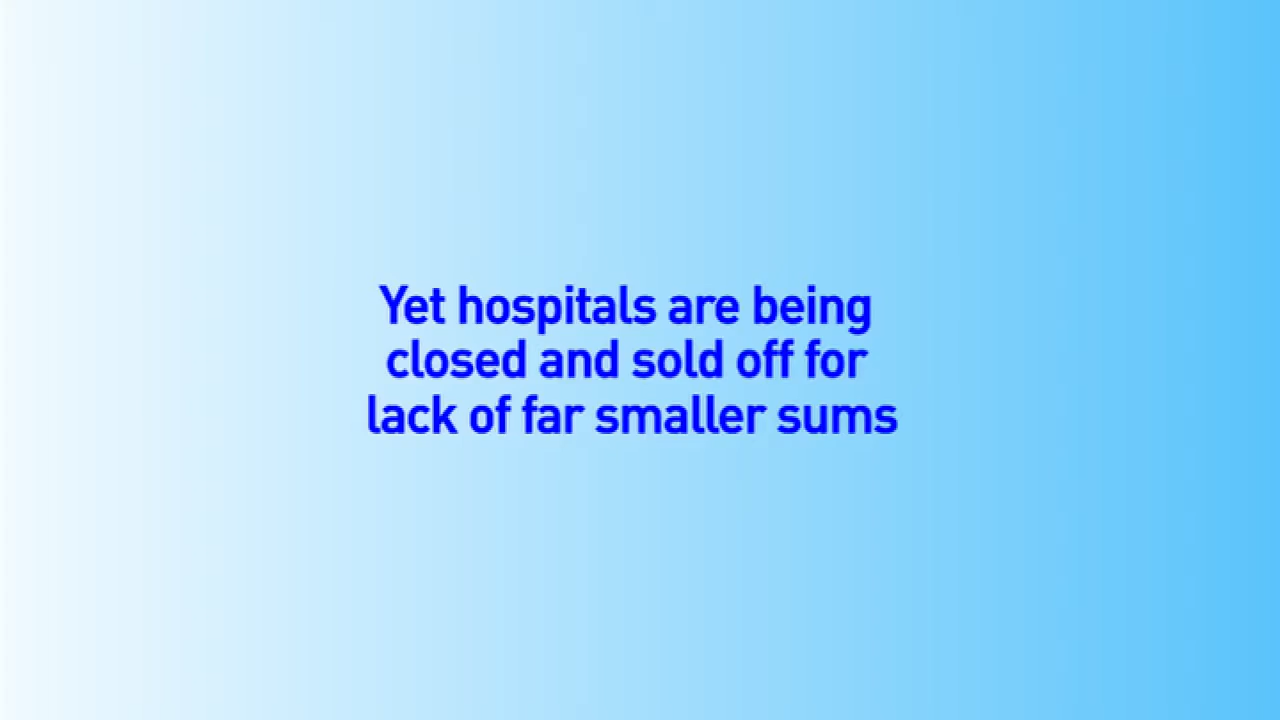 Yet hospitals are being
closed and sold off for
lack of far smaller sums